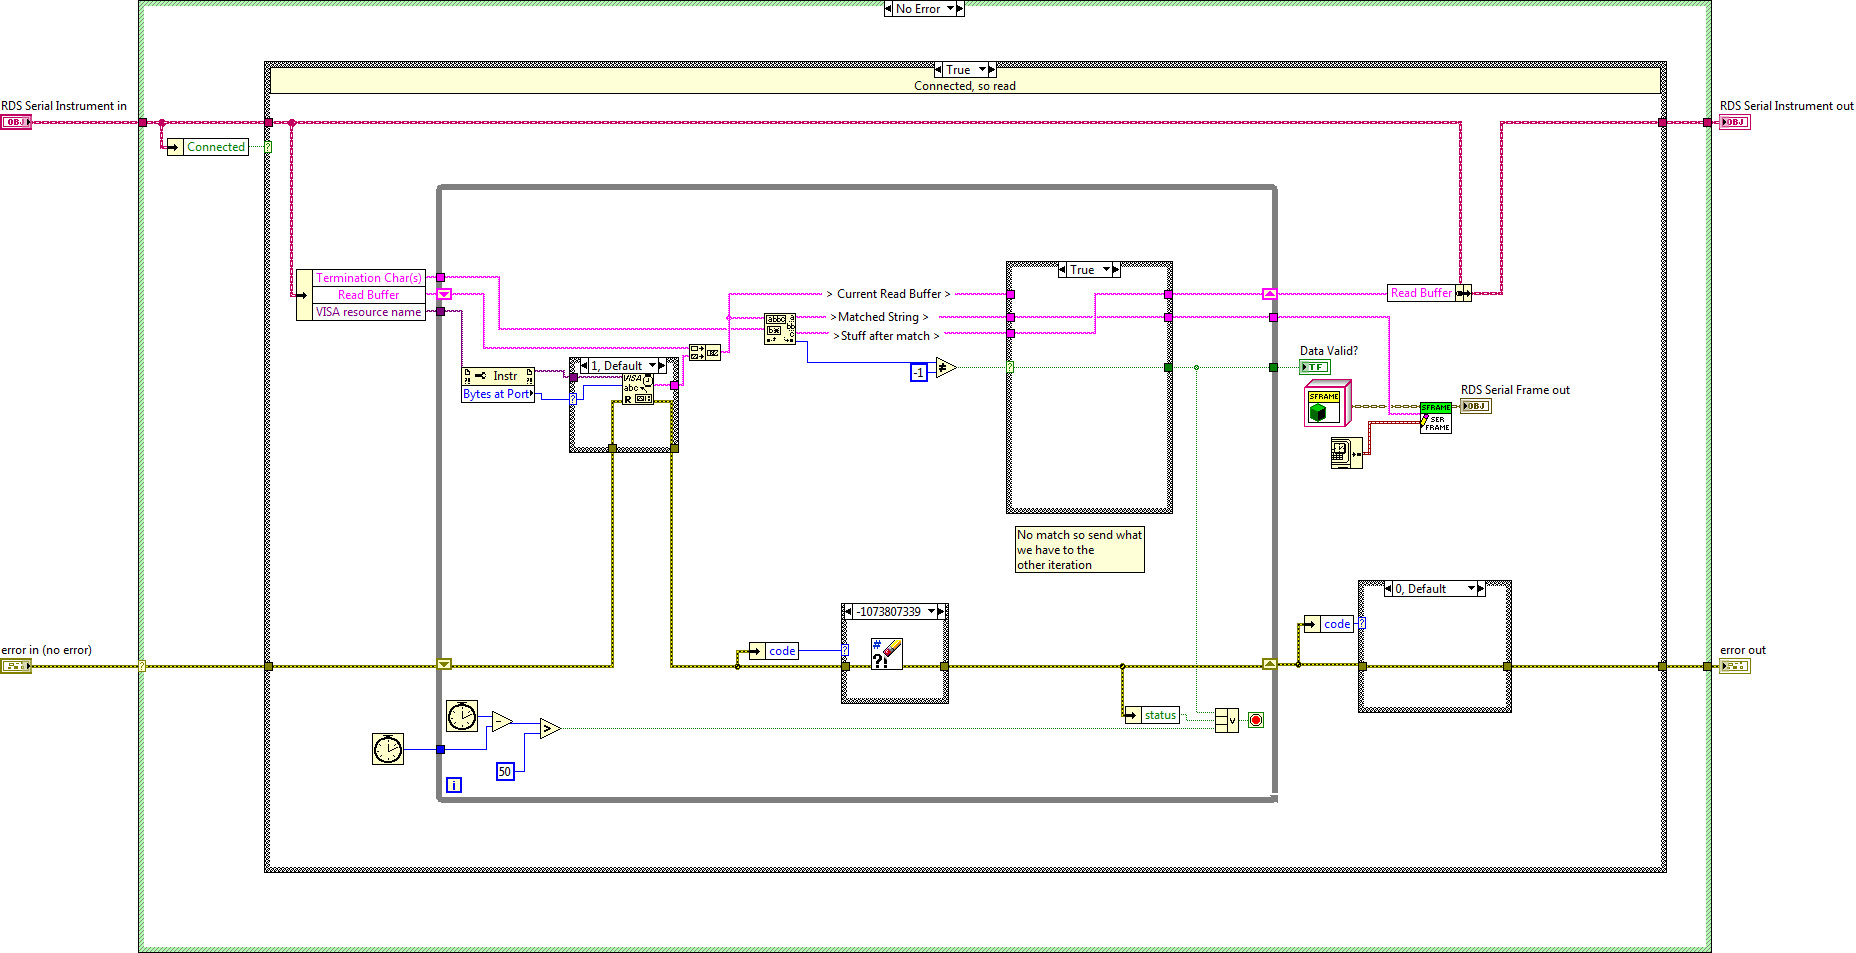 No Error
True
Connected, so read
RDS Serial Instrument in
RDS Serial Instrument out
OBJ
OBJ
Connected
?
Termination Char(s)
Read Buffer
VISA resource name
True
> Current Read Buffer >
>Matched String >
>Stuff after match >
Read Buffer
1, Default
Instr
Bytes at Port
VISA
abc
R
?
-1
?
Data Valid?
TF
RDS Serial Frame out
OBJ
SFRAME
SFRAME
SER
FRAME
No match so send what
we have to the
other iteration
-1073807339
0, Default
code
?
#
?!
code
?
error in (no error)
?
error out
status
v
50
i